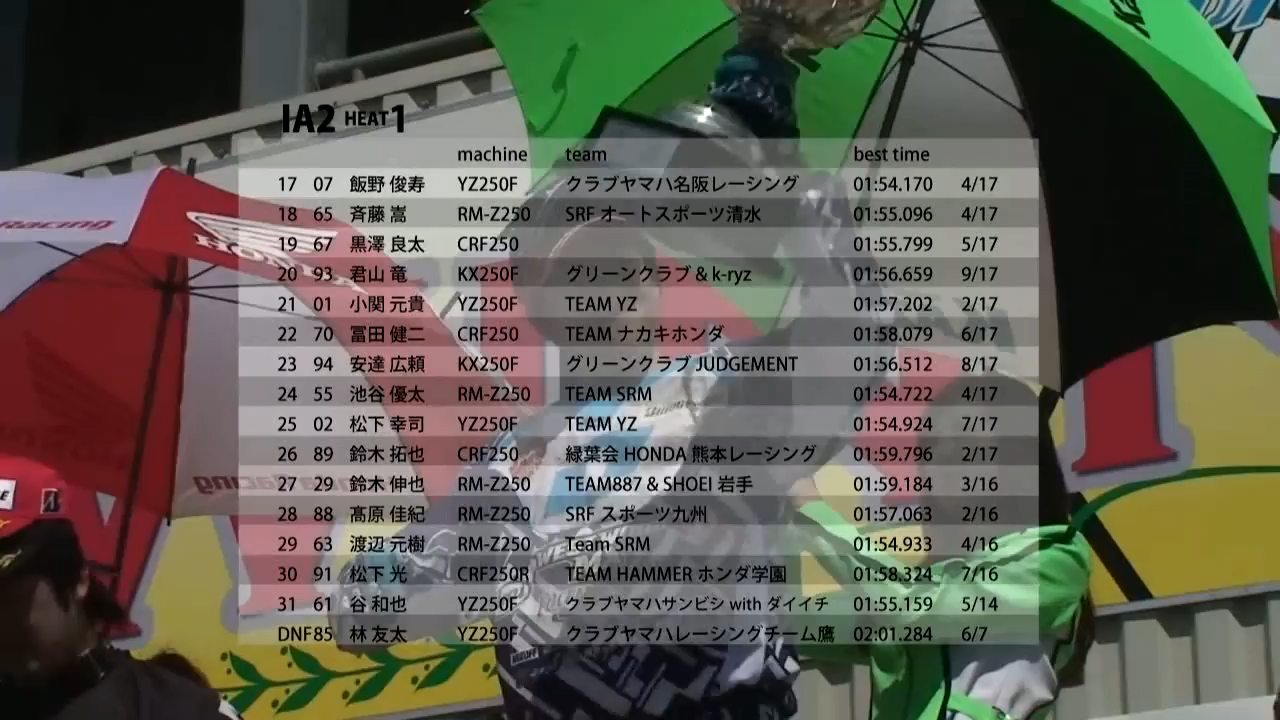 IA2 HEAT1
machine team best time
17 07 飯野 俊寿 YZ250F クラブヤマハ名阪レーシング 01:54.170 4/17
18 65 斉藤 嵩 RM-Z250 SRF オートスポーツ清水 01:55.096 4/17
19 67 黒澤 良太 CRF250 01:55.799 5/17
20 93 君山 竜 KX250F グリーンクラブ & k-ryz 01:56.659 9/17
21 01 小関 元貴 YZ250F TEAM YZ 01:57.202 2/17
22 70 冨田 健二 CRF250 TEAM ナカキホンダ 01:58.079 6/17
23 94 安達 広頼 KX250F グリーンクラブ JUDGEMENT 01:56.512 8/17
24 55 池谷 優太 RM-Z250 TEAM SRM 01:54.722 4/17
25 02 松下 幸司 YZ250F TEAM YZ 01:54.924 7/17
26 89 鈴木 拓也 CRF250 緑葉会 HONDA 熊本レーシング 01:59.796 2/17
27 29 鈴木 伸也 RM-Z250 TEAM887 & SHOEI 岩手 01:59.184 3/16
28 88 髙原 佳紀 RM-Z250 SRF スポーツ九州 01:57.063 2/16
29 63 渡辺 元樹 RM-Z250 Team SRM 01:54.933 4/16
30 91 松下 光 CRF250R TEAM HAMMER ホンダ学園 01:58.324 7/16
31 61 谷 和也 YZ250F クラブヤマハサンビシ with ダイイチ 01:55.159 5/14
DNF 85 林 友太 YZ250F クラブヤマハレーシングチーム鷹 02:01.284 6/7
Racing